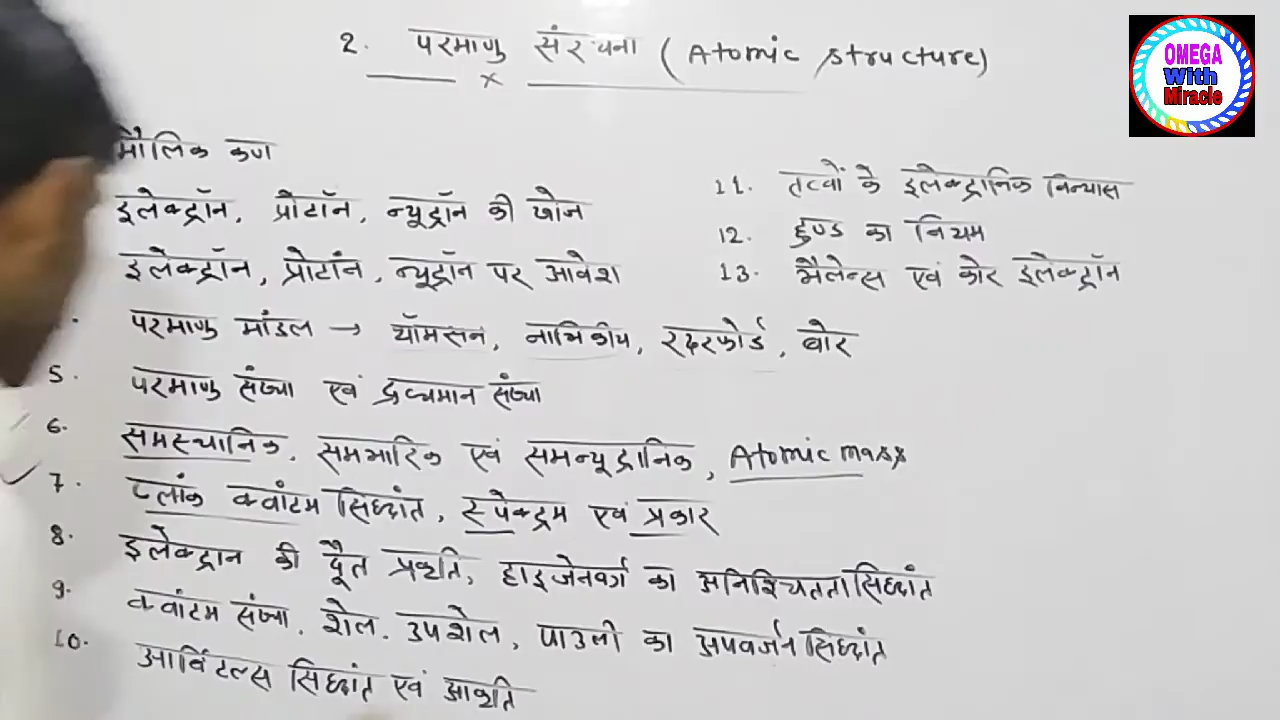 2. परमाणु संरचना (Atomic structure)
x
OMEGA
With
Miracle
मौलिक कण
इलेक्ट्रॉन, प्रोटॉन, न्यूट्रॉन की खोज
इलेक्ट्रॉन, प्रोटॉन, न्यूट्रॉन पर आवेश
परमाणु मॉडल → थॉमसन, नाभिकीय, रदरफोर्ड, बोर
5. परमाणु संख्या एवं द्रव्यमान संख्या
6. समस्थानिक, समभारिक एवं समन्यूट्रानिक, Atomic mass
7. प्लांक क्वांटम सिद्धांत, स्पेक्ट्रम एवं प्रकार
8. इलेक्ट्रान की द्वैत प्रकृति, हाइजेनवर्ग का अनिश्चितता सिद्धांत
9. क्वांटम संख्या, शेल, उपशेल, पाउली का अपवर्जन सिद्धांत
10. आर्विटल्स सिद्धांत एवं आकृति
11. तत्वों के इलेक्ट्रानिक विन्यास
12. हुण्ड का नियम
13. भैलेन्स एवं कोर इलेक्ट्रॉन